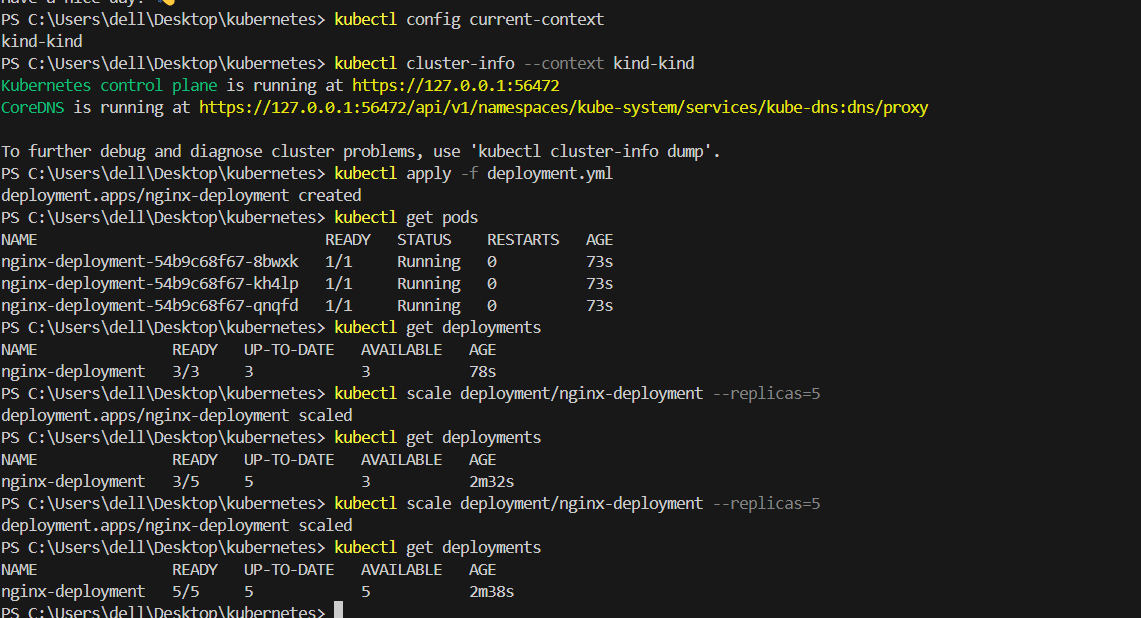 Have a nice day!
PS C:\Users\dell\Desktop\kubernetes> kubectl config current-context
kind-kind
PS C:\Users\dell\Desktop\kubernetes> kubectl cluster-info --context kind-kind
Kubernetes control plane is running at https://127.0.0.1:56472
CoreDNS is running at https://127.0.0.1:56472/api/v1/namespaces/kube-system/services/kube-dns:dns/proxy
To further debug and diagnose cluster problems, use 'kubectl cluster-info dump'.
PS C:\Users\dell\Desktop\kubernetes> kubectl apply -f deployment.yml
deployment.apps/nginx-deployment created
PS C:\Users\dell\Desktop\kubernetes> kubectl get pods
NAME READY STATUS RESTARTS AGE
nginx-deployment-54b9c68f67-8bwxk 1/1 Running 0 73s
nginx-deployment-54b9c68f67-kh4lp 1/1 Running 0 73s
nginx-deployment-54b9c68f67-qnqfd 1/1 Running 0 73s
PS C:\Users\dell\Desktop\kubernetes> kubectl get deployments
NAME READY UP-TO-DATE AVAILABLE AGE
nginx-deployment 3/3 3 3 78s
PS C:\Users\dell\Desktop\kubernetes> kubectl scale deployment/nginx-deployment --replicas=5
deployment.apps/nginx-deployment scaled
PS C:\Users\dell\Desktop\kubernetes> kubectl get deployments
NAME READY UP-TO-DATE AVAILABLE AGE
nginx-deployment 3/5 5 3 2m32s
PS C:\Users\dell\Desktop\kubernetes> kubectl scale deployment/nginx-deployment --replicas=5
deployment.apps/nginx-deployment scaled
PS C:\Users\dell\Desktop\kubernetes> kubectl get deployments
NAME READY UP-TO-DATE AVAILABLE AGE
nginx-deployment 5/5 5 5 2m38s
PS C:\Users\dell\Desktop\kubernetes>